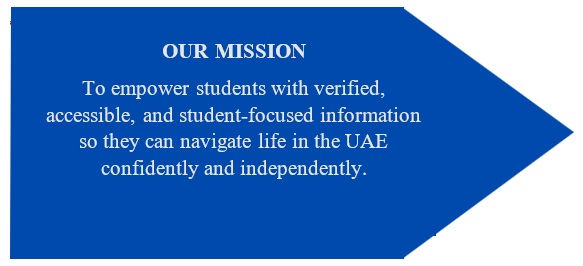 OUR MISSION
To empower students with verified,
accessible, and student-focused information
so they can navigate life in the UAE
confidently and independently.